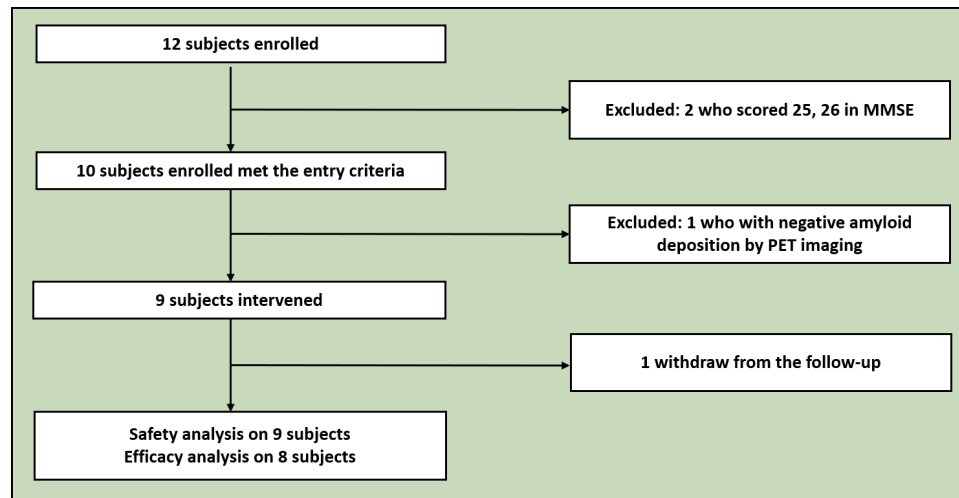 12 subjects enrolled
Excluded: 2 who scored 25, 26 in MMSE
10 subjects enrolled met the entry criteria
Excluded: 1 who with negative amyloid
deposition by PET imaging
9 subjects intervened
1 withdraw from the follow-up
Safety analysis on 9 subjects
Efficacy analysis on 8 subjects